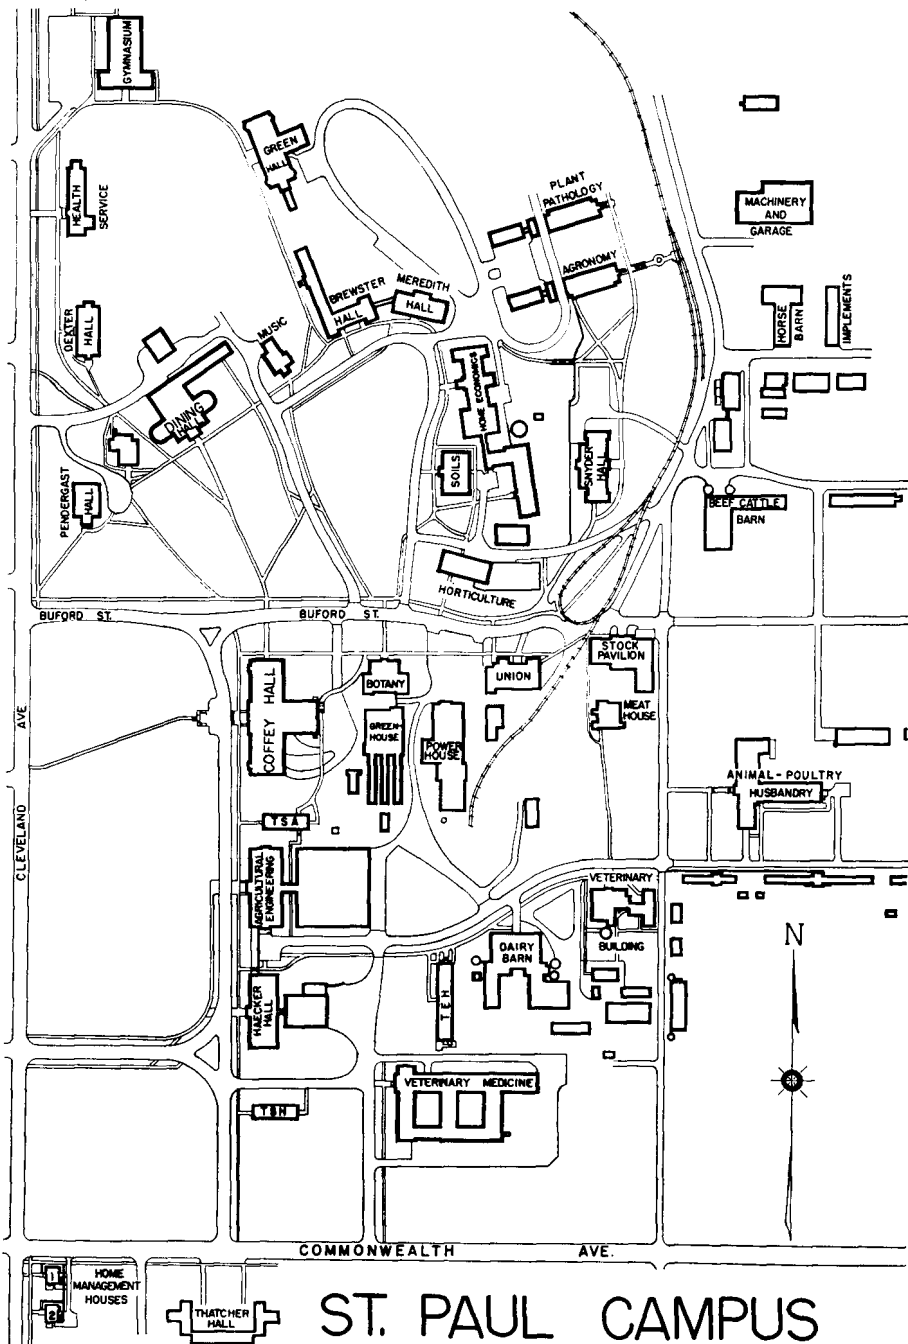 GYMNASIUM
GREEN
HALL
HEALTH
SERVICE
PLANT
PATHOLOGY
MACHINERY
AND
GARAGE
AGRONOMY
BREWSTER
HALL
MEREDITH
HALL
HORSE
BARN
IMPLEMENTS
DEXTER
HALL
MUSIC
DINING
HALL
HOME ECONOMICS
SOILS
SNYDER
HALL
PENDERGAST
HALL
BEEF CATTLE
BARN
HORTICULTURE
BUFORD ST.
BUFORD ST.
COFFEY HALL
BOTANY
UNION
STOCK
PAVILION
GREEN-
HOUSE
POWER
HOUSE
MEAT
HOUSE
CLEVELAND AVE
ANIMAL-POULTRY
HUSBANDRY
TSA
AGRICULTURAL
ENGINEERING
VETERINARY
BUILDING
DAIRY
BARN
N
HAECKER
HALL
T E H
VETERINARY MEDICINE
TSH
COMMONWEALTH AVE.
1
2
HOME
MANAGEMENT
HOUSES
THATCHER
HALL
ST. PAUL CAMPUS